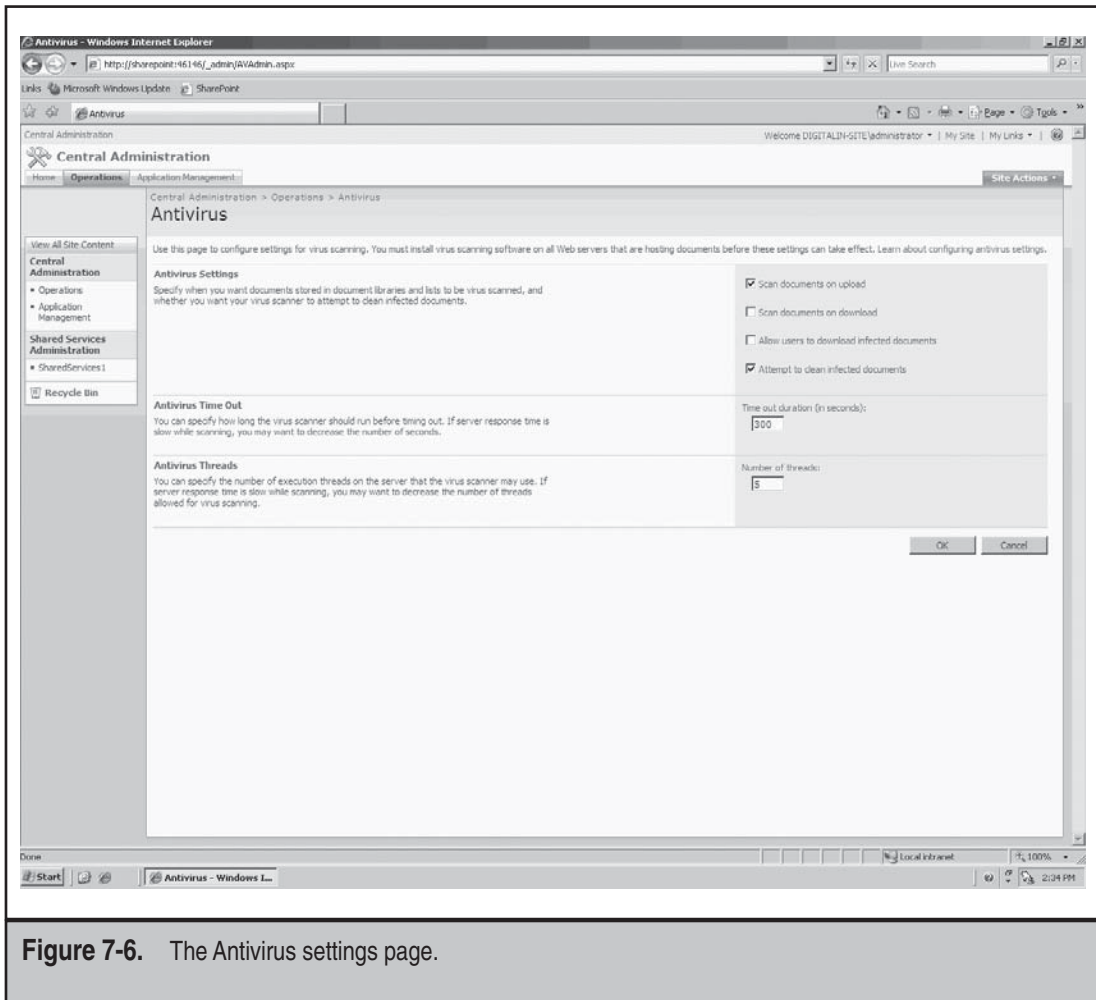 Antivirus - Windows Internet Explorer
http://sharepoint:46146/_admin/AVAdmin.aspx
Live Search
Links Microsoft Windows Update SharePoint
Antivirus
Page Tools
Central Administration
Welcome DIGITALIN-SITE\administrator | My Site | My Links |
Central Administration
Home Operations Application Management
Site Actions
Central Administration > Operations > Antivirus
Antivirus
View All Site Content
Central Administration
Operations
Application Management
Shared Services Administration
SharedServices1
Recycle Bin
Use this page to configure settings for virus scanning. You must install virus scanning software on all Web servers that are hosting documents before these settings can take effect. Learn about configuring antivirus settings.
Antivirus Settings
Specify when you want documents stored in document libraries and lists to be virus scanned, and
whether you want your virus scanner to attempt to clean infected documents.
Scan documents on upload
Scan documents on download
Allow users to download infected documents
Attempt to clean infected documents
Antivirus Time Out
You can specify how long the virus scanner should run before timing out. If server response time is
slow while scanning, you may want to decrease the number of seconds.
Time out duration (in seconds):
300
Antivirus Threads
You can specify the number of execution threads on the server that the virus scanner may use. If
server response time is slow while scanning, you may want to decrease the number of threads
allowed for virus scanning.
Number of threads:
5
OK Cancel
Done
Local intranet
100%
Start
Antivirus - Windows I...
2:34 PM
Figure 7-6. The Antivirus settings page.